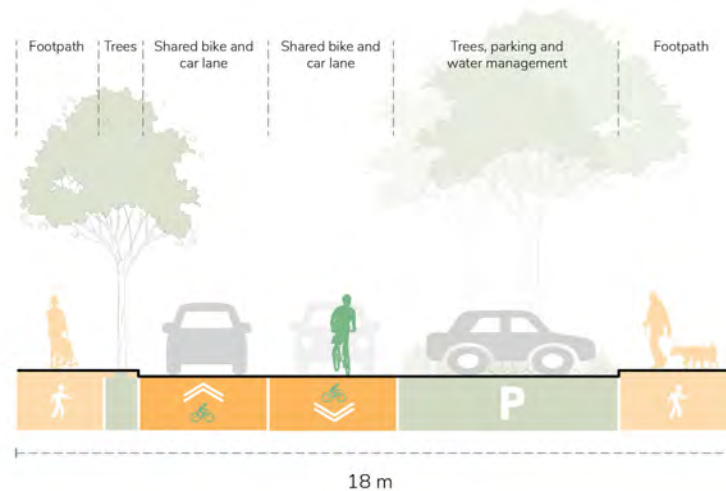 Footpath
Trees
Shared bike and
car lane
Shared bike and
car lane
Trees, parking and
water management
Footpath
P
18 m